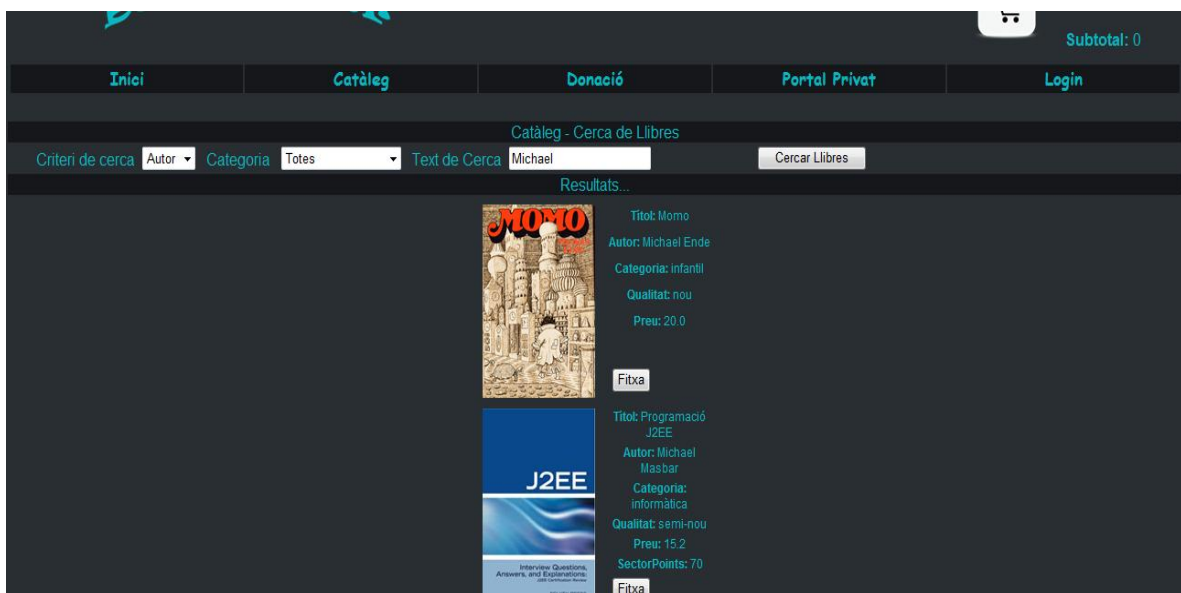 Subtotal: 0
Inici Catàleg Donació Portal Privat Login
Catàleg - Cerca de Llibres
Criteri de cerca Autor Categoria Totes Text de Cerca Michael Cercar Llibres
Resultats...
MOMO
Títol: Momo
Autor: Michael Ende
Categoria: infantil
Qualitat: nou
Preu: 20.0
Fitxa
J2EE
Interview Questions,
Answers, and Explanations:
Títol: Programació
J2EE
Autor: Michael
Masbar
Categoria:
informàtica
Qualitat: semi-nou
Preu: 15.2
SectorPoints: 70
Fitxa